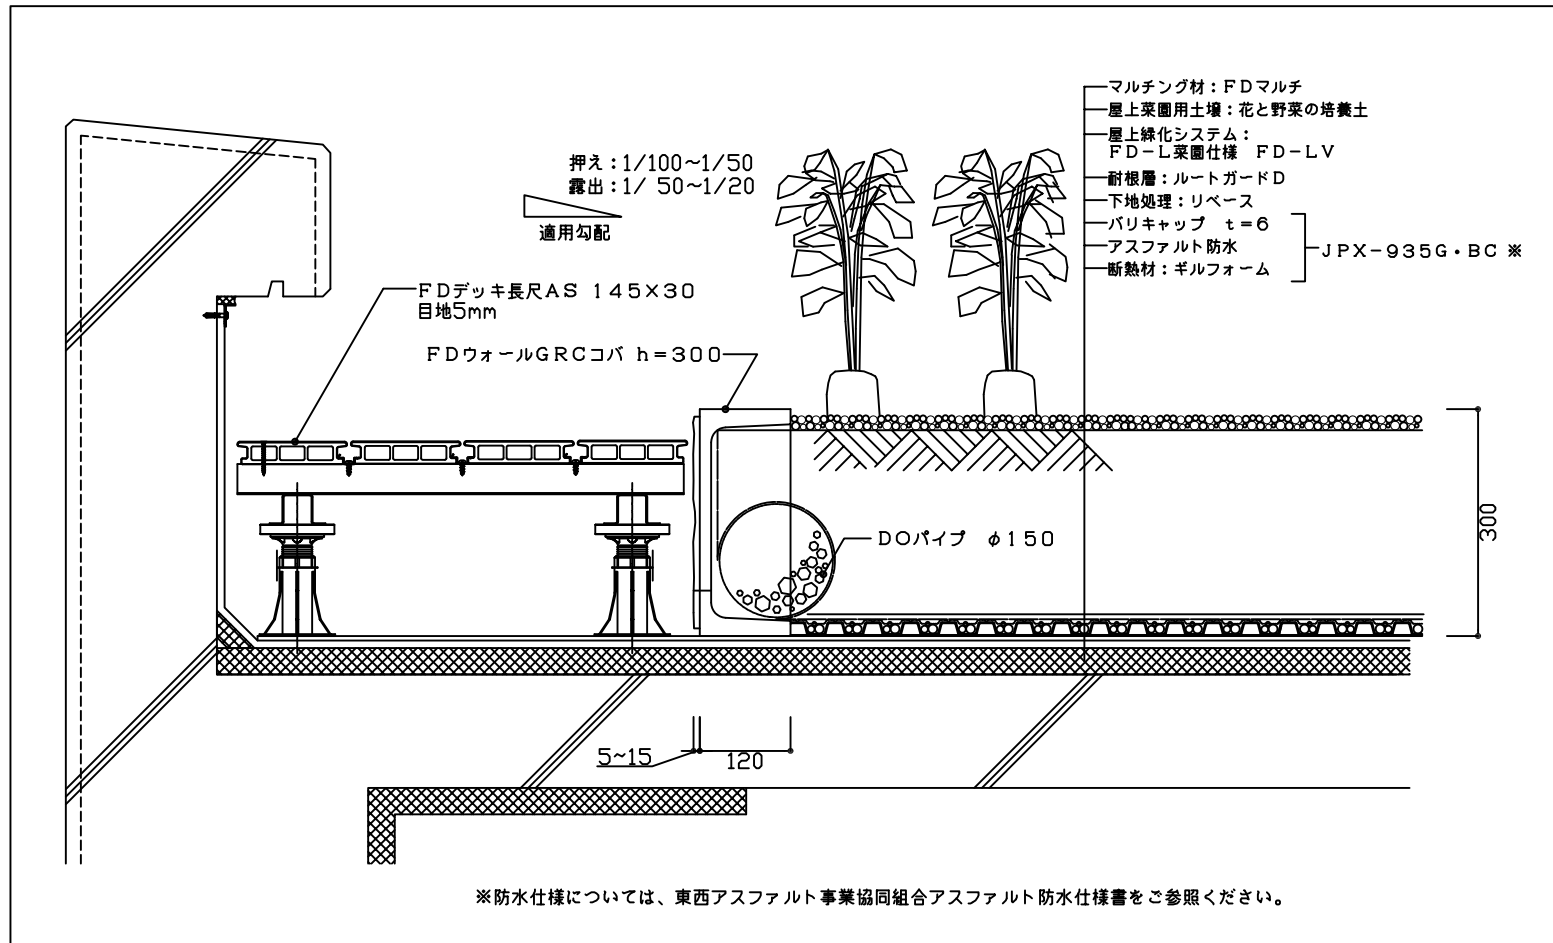 マルチング材：FDマルチ
屋上菜園用土壌：花と野菜の培養土
屋上緑化システム：
FD-L菜園仕様 FD-LV
耐根層：ルートガードD
下地処理：リベース
バリキャップ t=6
アスファルト防水
断熱材：ギルフォーム
JPX-935G・BC ※
押え：1/100~1/50
露出：1/ 50~1/20
適用勾配
FDデッキ長尺AS 145×30
目地5mm
FDウォールGRCコバ h=300
DOパイプ φ150
300
5~15
120
※防水仕様については、東西アスファルト事業協同組合アスファルト防水仕様書をご参照ください。